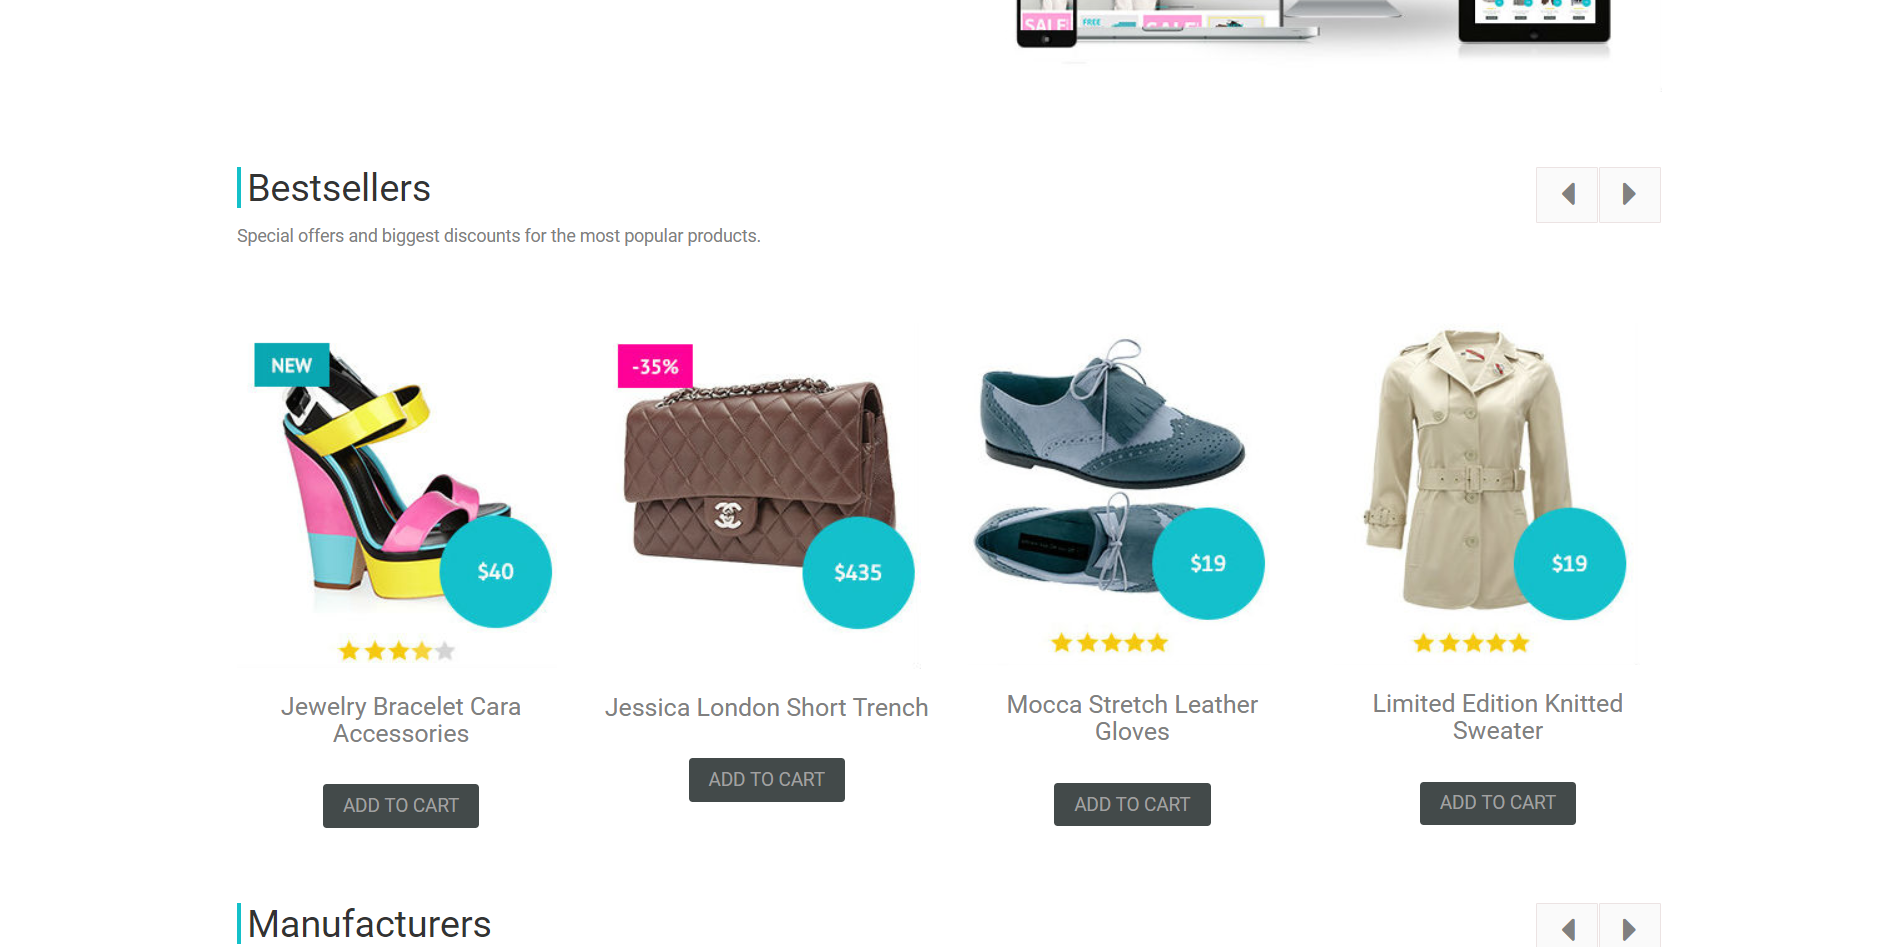 SALE
FREE
SALE
Bestsellers
Special offers and biggest discounts for the most popular products.
NEW
$40
Jewelry Bracelet Cara
Accessories
ADD TO CART
-35%
$435
Jessica London Short Trench
ADD TO CART
$19
Mocca Stretch Leather
Gloves
ADD TO CART
$19
Limited Edition Knitted
Sweater
ADD TO CART
Manufacturers